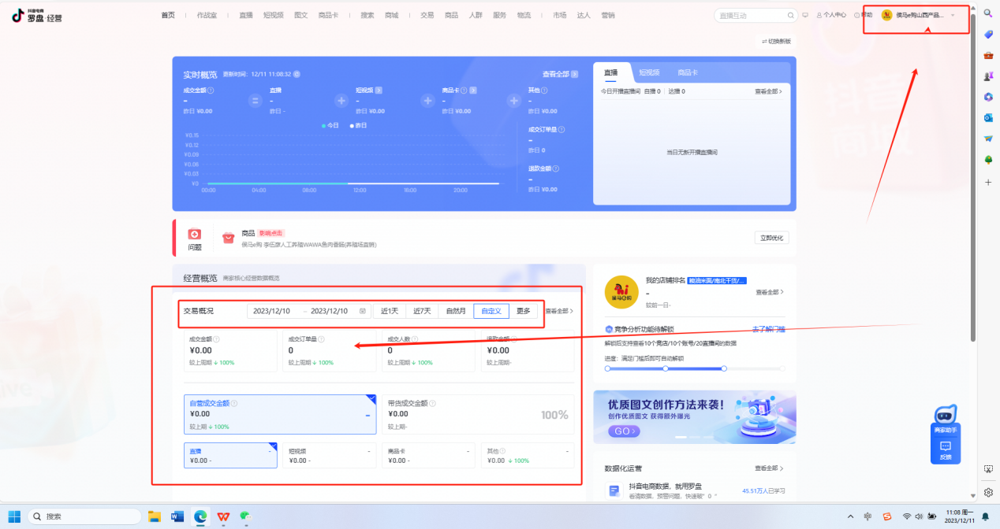 抖音电商
罗盘·经营
首页 作战室 直播 短视频 图文 商品卡 搜索 商城 交易 商品 人群 服务 物流 市场 达人 营销
直播互动
个人中心
帮助
侯马e购山西产品...
切换新版
实时概览 更新时间：12/11 11:08:32
查看全部
成交金额 直播 短视频 商品卡 其他
- - - - -
昨日 ¥0.00 昨日 - 昨日 ¥0.00 昨日 ¥0.00 昨日 ¥0.00
今日 昨日
¥0.15
¥0.12
¥0.09
¥0.06
¥0.03
¥0
00:00 04:00 08:00 12:00 16:00 20:00
成交订单量
-
昨日 0
退款金额
-
昨日 ¥0.00
直播 短视频 商品卡
今日开播直播间 自播 0 达播 0 查看全部
当日无新开播直播间
问题
商品 影响点击
侯马e购 李伍彦人工养殖WAWA鱼肉香肠(养殖场直销)
立即优化
经营概览 商家核心经营数据概览
交易概况 2023/12/10 - 2023/12/10 近1天 近7天 自然月 自定义 更多 查看全部
成交金额 成交订单量 成交人数 退款金额
¥0.00 0 0 ¥0.00
较上周期 ↓ 100% 较上周期 ↓ 100% 较上周期 ↓ 100% 较上周期-
自营成交金额
¥0.00 -
较上期 ↓ 100%
带货成交金额
¥0.00 100%
较上期-
直播 - 短视频 - 商品卡 - 其他 -
¥0.00 - ¥0.00 - ¥0.00 - ¥0.00 ↓ 100%
侯马e购
我的店铺排名 粮油米面/南北干货/...
-
较前一日-
查看全部
竞争分析功能待解锁 去了解门槛
解锁后支持查看10个竞店/10个账号/20直播间的数据
进度：满足门槛后即可自动解锁
优质图文创作方法来袭！
创作优质图文 获得额外曝光
GO
数据化运营 查看全部
抖音电商数据，就用罗盘
看清数据，预警问题，快速破“0”
45.51万人已学习
商家助手
反馈
搜索
11:08 周一
2023/12/11